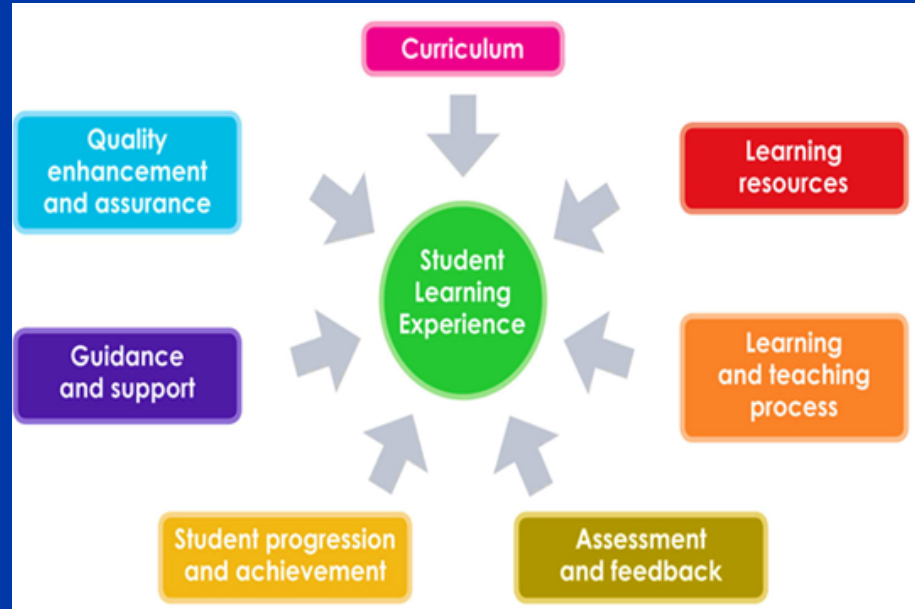 Curriculum
Quality
enhancement
and assurance
Learning
resources
Student
Learning
Experience
Guidance
and support
Learning
and teaching
process
Student progression
and achievement
Assessment
and feedback